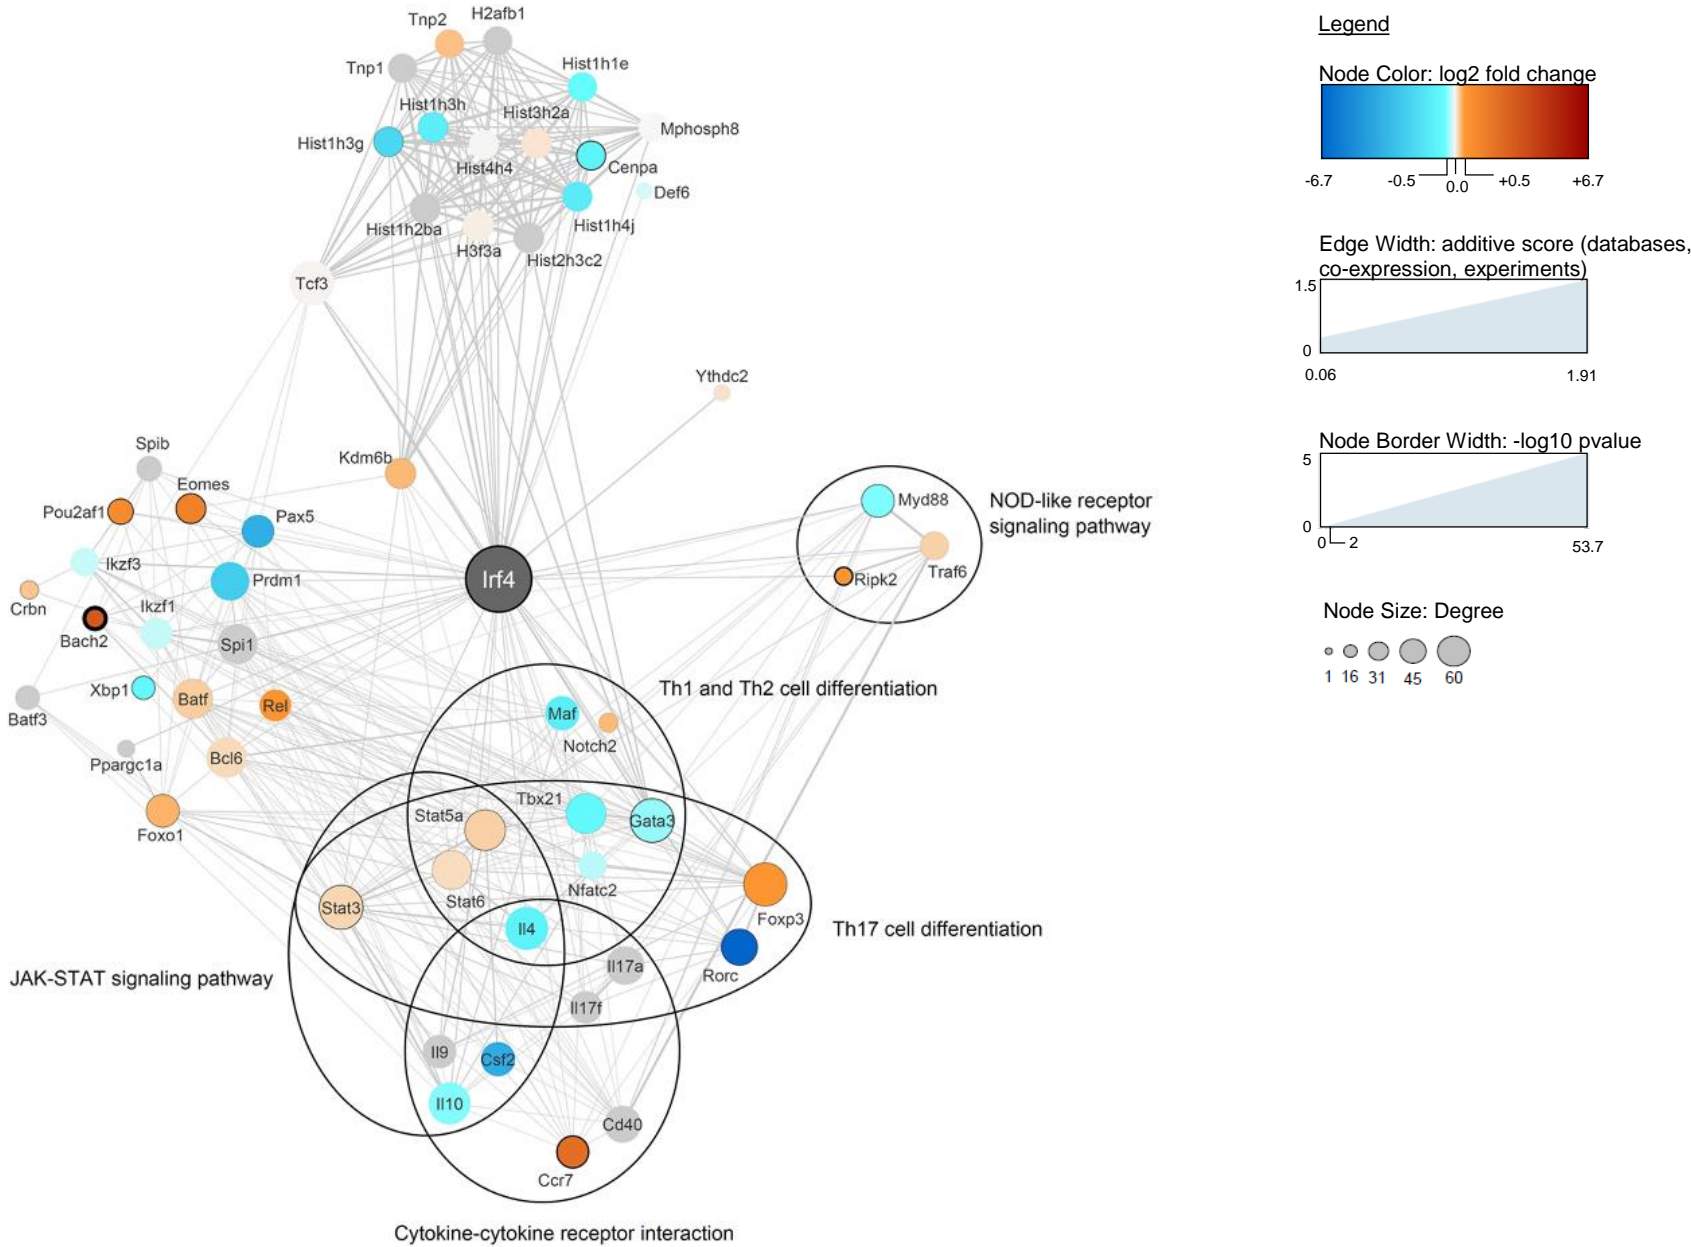 Tnp2
H2afb1
Tnp1
Hist1h1e
Hist1h3h
Hist3h2a
Hist1h3g
Hist4h4
Mphosph8
Cenpa
Def6
Hist1h2ba
Hist1h4j
H3f3a
Hist2h3c2
Tcf3
Ythdc2
Kdm6b
Spib
Eomes
Pou2af1
Pax5
Ikzf3
Prdm1
Irf4
Crbn
Ikzf1
Bach2
Spi1
Xbp1
Batf
Rel
Batf3
Ppargc1a
Bcl6
Foxo1
Myd88
Traf6
Ripk2
NOD-like receptor
signaling pathway
Th1 and Th2 cell differentiation
Maf
Notch2
Tbx21
Stat5a
Gata3
Nfatc2
Stat6
Stat3
Foxp3
Il4
Th17 cell differentiation
Il17a
Rorc
JAK-STAT signaling pathway
Il17f
Il9
Csf2
Il10
Cd40
Ccr7
Cytokine-cytokine receptor interaction
Legend
Node Color: log2 fold change
-6.7 -0.5 0.0 +0.5 +6.7
Edge Width: additive score (databases,
co-expression, experiments)
1.5
0
0.06 1.91
Node Border Width: -log10 pvalue
5
0
0 2 53.7
Node Size: Degree
1 16 31 45 60